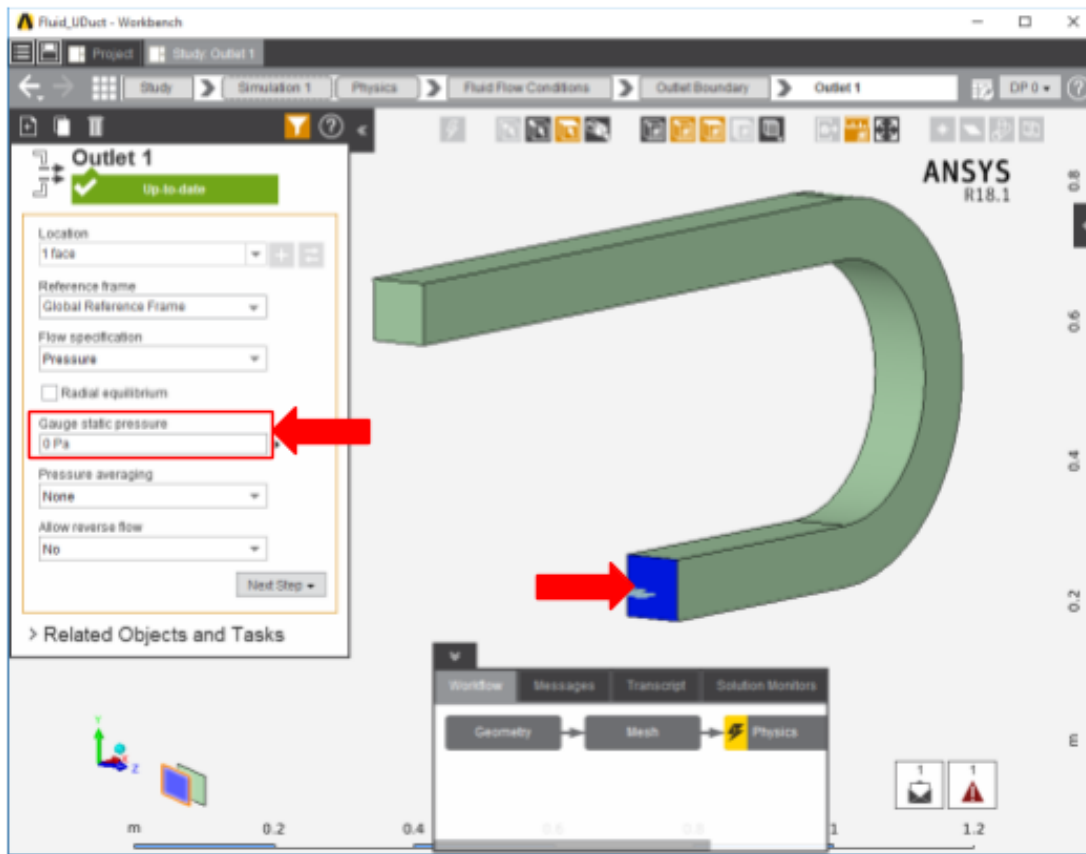 Fluid_UDuct - Workbench
Project
Study: Outlet 1
Study
Simulation 1
Physics
Fluid Flow Conditions
Outlet Boundary
Outlet 1
DP 0
Outlet 1
Up-to-date
Location
1 face
Reference frame
Global Reference Frame
Flow specification
Pressure
Radial equilibrium
Gauge static pressure
0 Pa
Pressure averaging
None
Allow reverse flow
No
Next Step
> Related Objects and Tasks
ANSYS
R18.1
0.8
0.6
0.4
0.2
m
Workflow
Messages
Transcript
Solution Monitors
Geometry
Mesh
Physics
Y
Z
1
1
m
0.2
0.4
0.6
0.8
1
1.2